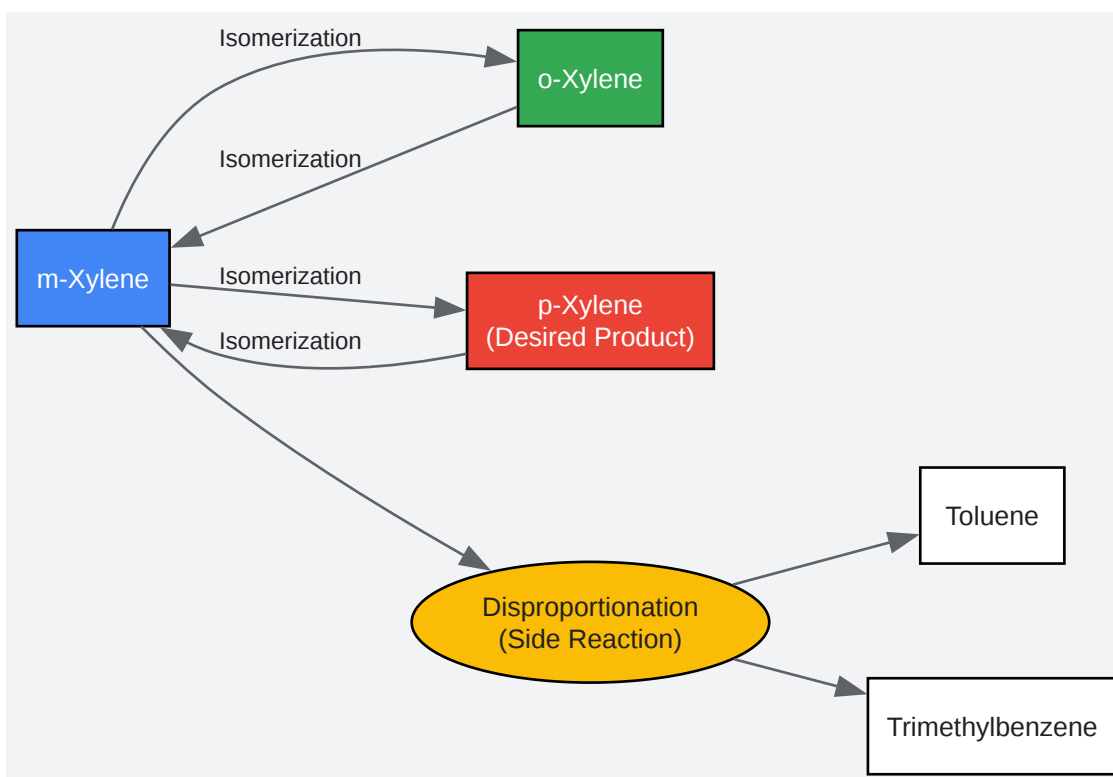 Isomerization
o-Xylene
Isomerization
m-Xylene
Isomerization
p-Xylene
(Desired Product)
Isomerization
Toluene
Disproportionation
(Side Reaction)
Trimethylbenzene